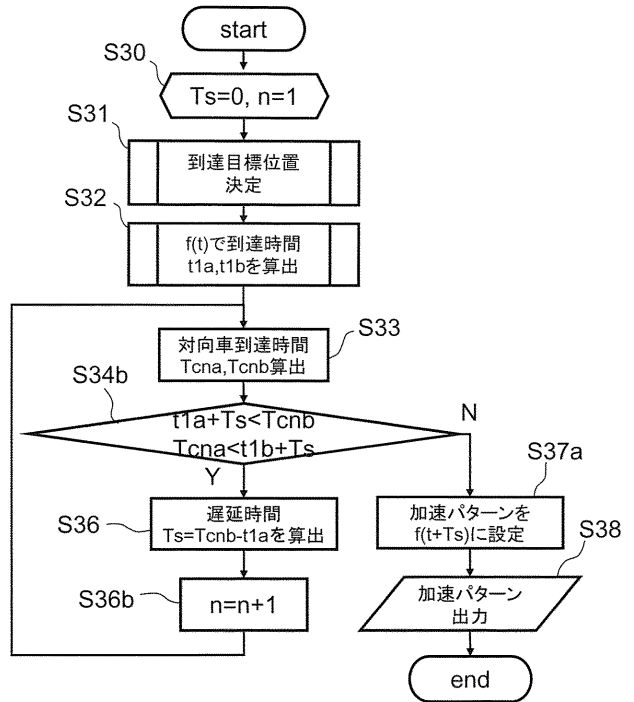 start
S30
Ts=0, n=1
S31
到達目標位置
決定
S32
f(t)で到達時間
t1a,t1bを算出
S33
対向車到達時間
Tcna,Tcnb算出
S34b
t1a+Ts<Tcnb
Tcna<t1b+Ts
N
Y
S36
遅延時間
Ts=Tcnb-t1aを算出
S36b
n=n+1
S37a
加速パターンを
f(t+Ts)に設定
S38
加速パターン
出力
end